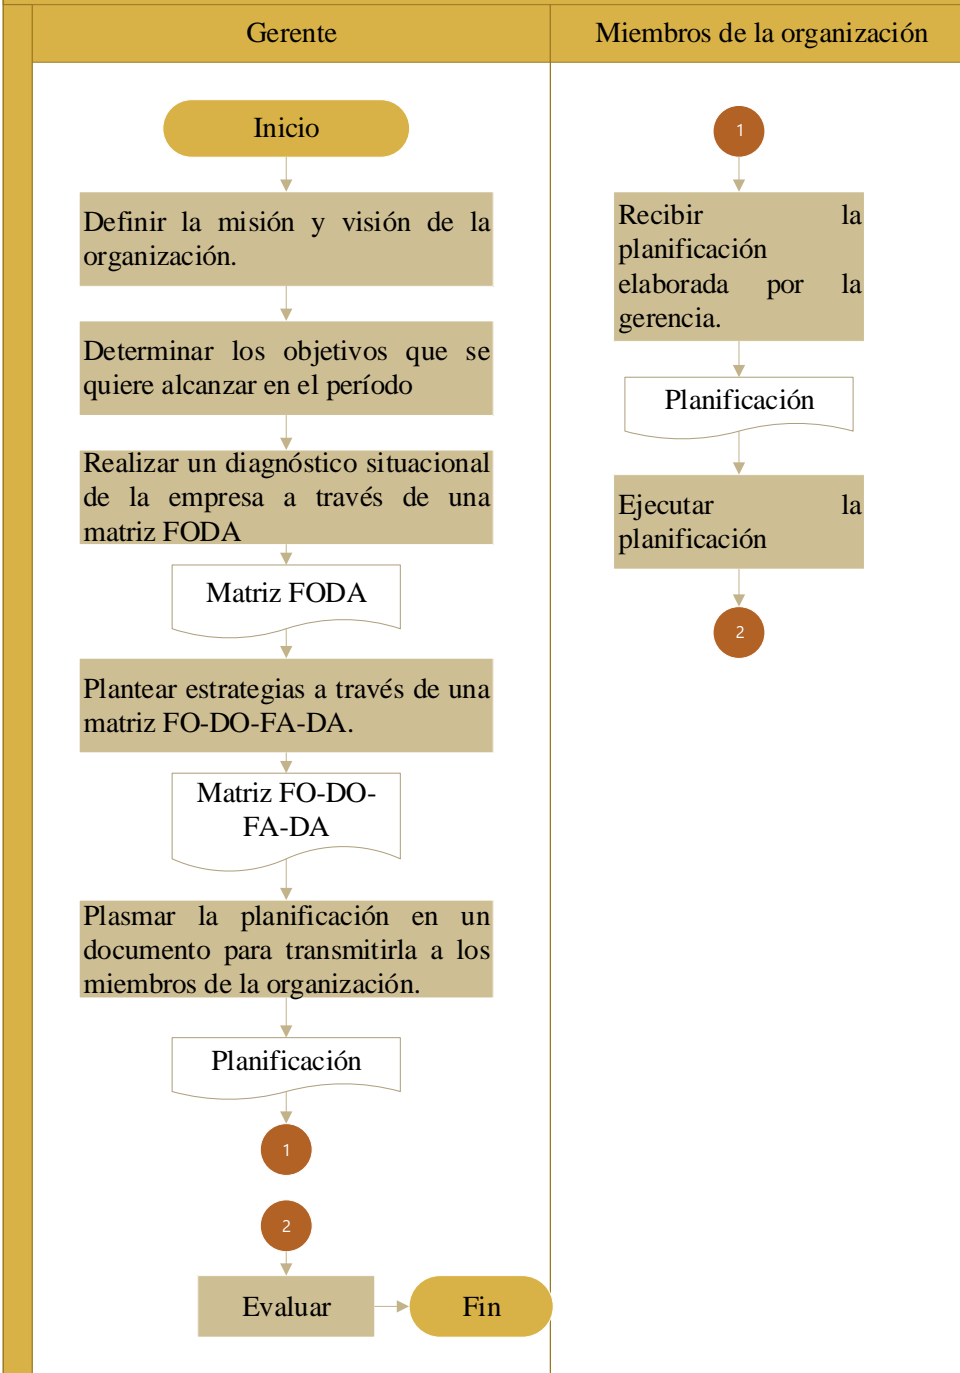 Gerente
Miembros de la organización
Inicio
Definir la misión y visión de la
organización.
Determinar los objetivos que se
quiere alcanzar en el período
Realizar un diagnóstico situacional
de la empresa a través de una
matriz FODA
Matriz FODA
Plantear estrategias a través de una
matriz FO-DO-FA-DA.
Matriz FO-DO-
FA-DA
Plasmar la planificación en un
documento para transmitirla a los
miembros de la organización.
Planificación
1
2
Evaluar
Fin
1
Recibir la
planificación
elaborada por la
gerencia.
Planificación
Ejecutar la
planificación
2